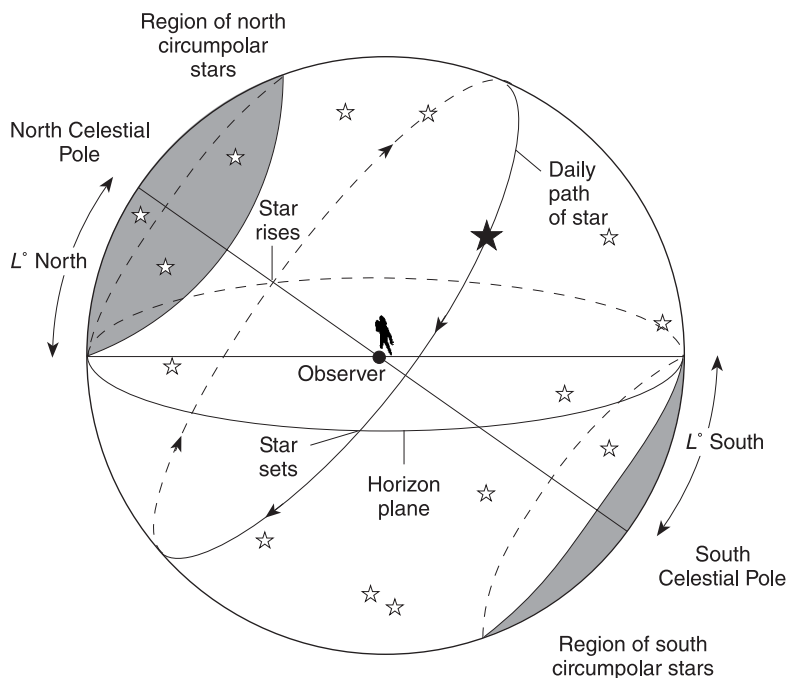 Region of north
circumpolar
stars
North Celestial
Pole
L° North
Star
rises
Daily
path
of star
Observer
Star
sets
Horizon
plane
L° South
South
Celestial Pole
Region of south
circumpolar stars